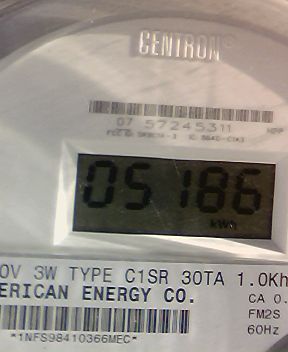 CENTRON®
07 57245311 MPP
05186
kWh
0V 3W TYPE C1SR 30TA 1.0Kh
ERICAN ENERGY CO.
CA 0.
FM2S
60Hz
*1NFS98410366MEC*